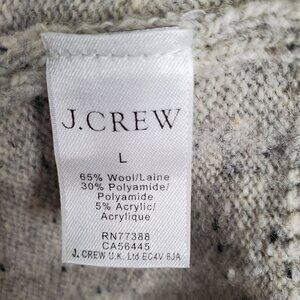 J.CREW
L
65% Wool/Laine
30% Polyamide/
Polyamide
5% Acrylic/
Acrylique
RN77388
CA56445
J. CREW U.K. Ltd EC4V 6JA